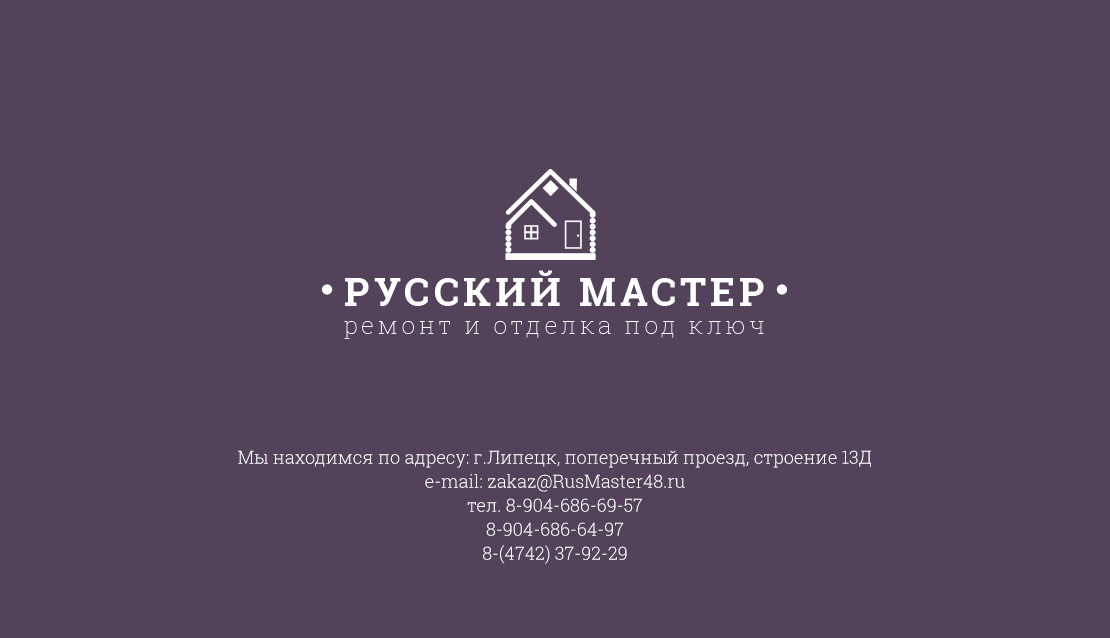 • РУССКИЙ МАСТЕР •
ремонт и отделка под ключ
Мы находимся по адресу: г.Липецк, поперечный проезд, строение 13Д
e-mail: zakaz@RusMaster48.ru
тел. 8-904-686-69-57
8-904-686-64-97
8-(4742) 37-92-29